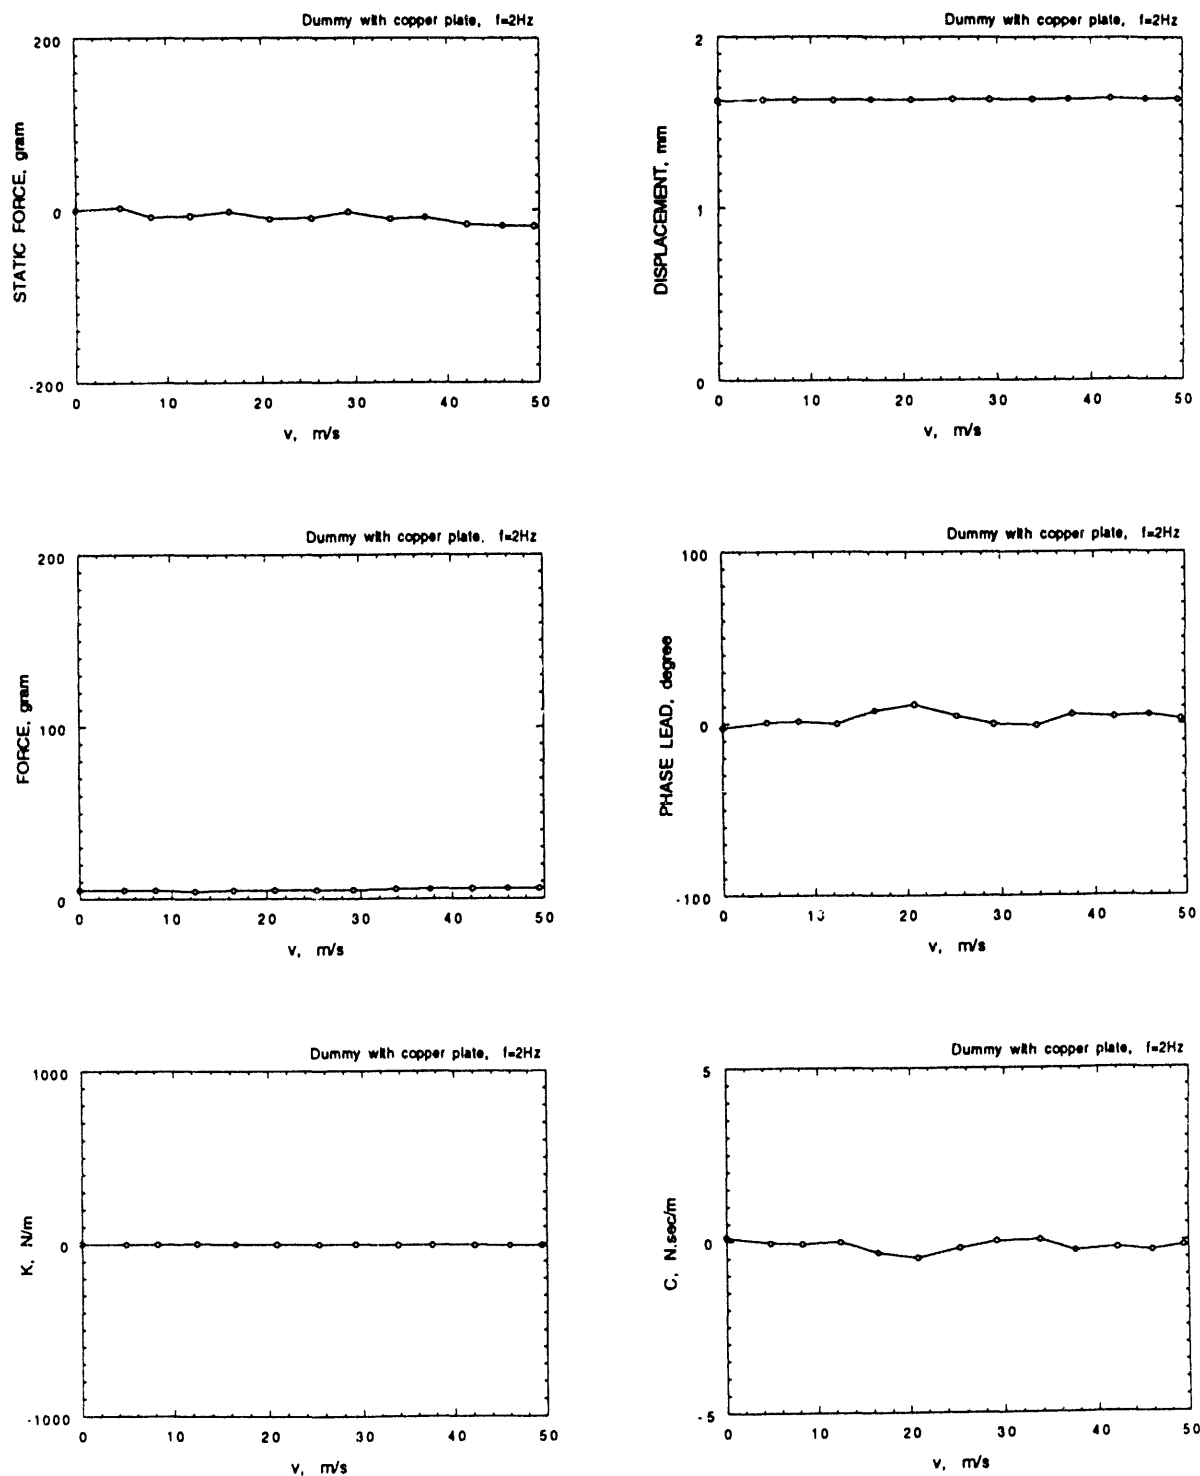 Dummy with copper plate, f=2Hz
200
0
-200
STATIC FORCE, gram
0 10 20 30 40 50
v, m/s
Dummy with copper plate, f=2Hz
2
1
0
DISPLACEMENT, mm
0 10 20 30 40 50
v, m/s
Dummy with copper plate, f=2Hz
200
100
0
FORCE, gram
0 10 20 30 40 50
v, m/s
Dummy with copper plate, f=2Hz
100
0
-100
PHASE LEAD, degree
0 10 20 30 40 50
v, m/s
Dummy with copper plate, f=2Hz
1000
0
-1000
K, N/m
0 10 20 30 40 50
v, m/s
Dummy with copper plate, f=2Hz
5
0
-5
C, N.sec/m
0 10 20 30 40 50
v, m/s